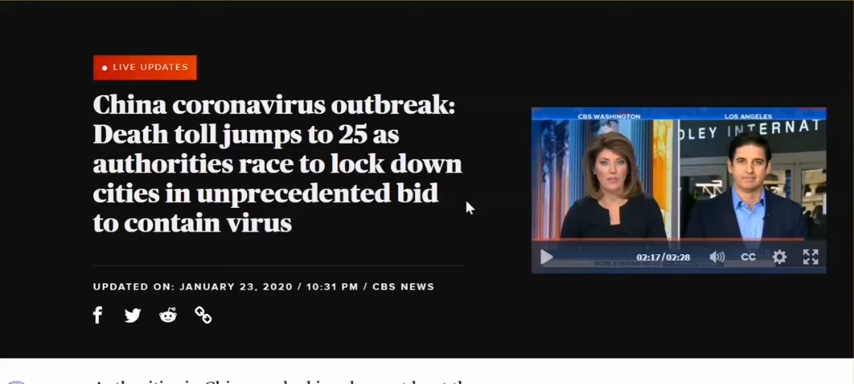 LIVE UPDATES
China coronavirus outbreak:
Death toll jumps to 25 as
authorities race to lock down
cities in unprecedented bid
to contain virus
UPDATED ON: JANUARY 23, 2020 / 10:31 PM / CBS NEWS
CBS WASHINGTON
LOS ANGELES
DLEY INTERNAT
02:17/02:28
CC